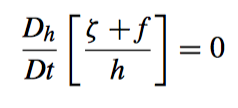 D_h/Dt [ (ζ + f)/h ] = 0